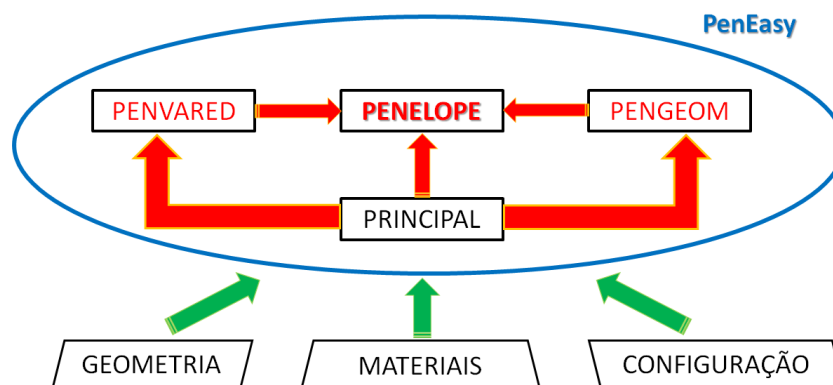 PenEasy
PENVARED
PENELOPE
PENGEOM
PRINCIPAL
GEOMETRIA
MATERIAIS
CONFIGURAÇÃO